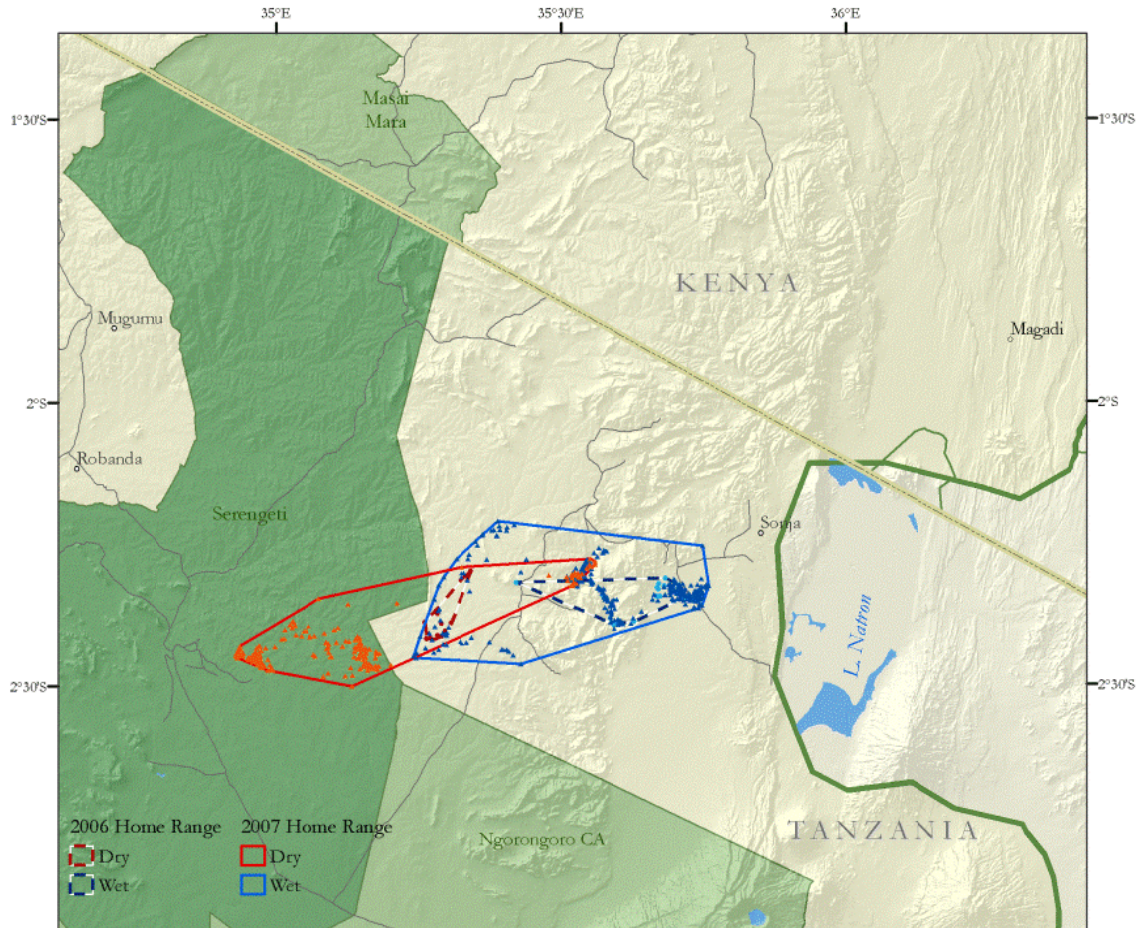 35°E 35°30'E 36°E
1°30'S 1°30'S
Masai
Mara
KENYA
Mugumu
Magadi
2°S 2°S
Robanda
Serengeti
Sonja
L. Natron
2°30'S 2°30'S
2006 Home Range 2007 Home Range
Dry Dry
Wet Wet
Ngorongoro CA
TANZANIA